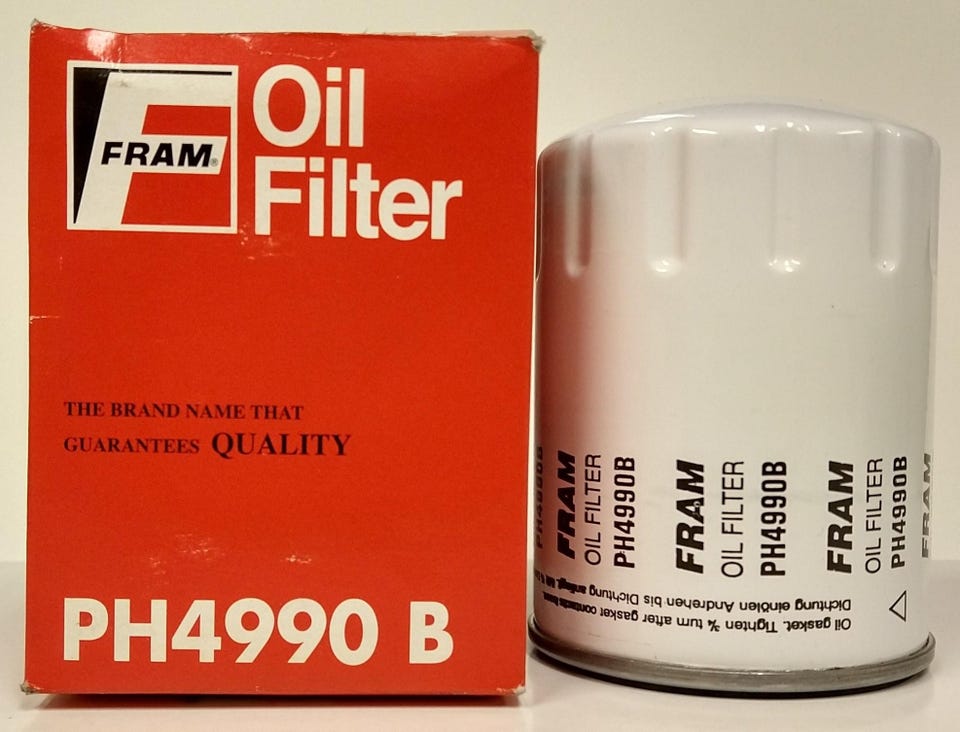 FRAM®
Oil
Filter
THE BRAND NAME THAT
GUARANTEES QUALITY
PH4990 B
PH4990B
FRAM
OIL FILTER
PH4990B
FRAM
OIL FILTER
PH4990B
FRAM
OIL FILTER
PH4990B
FRAM
Oil gasket. Tighten ¾ turn after gasket contacts base.
Dichtung einölen Andrehen bis Dichtung anliegt,